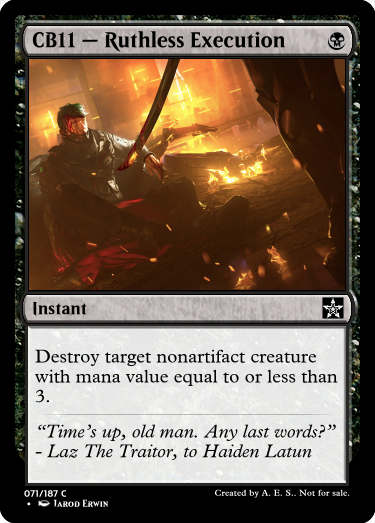 CB11 — Ruthless Execution
Instant
Destroy target nonartifact creature
with mana value equal to or less than
3.
“Time's up, old man. Any last words?”
- Laz The Traitor, to Haiden Latun
071/187 C
Created by A. E. S.. Not for sale.
• Jarod Erwin